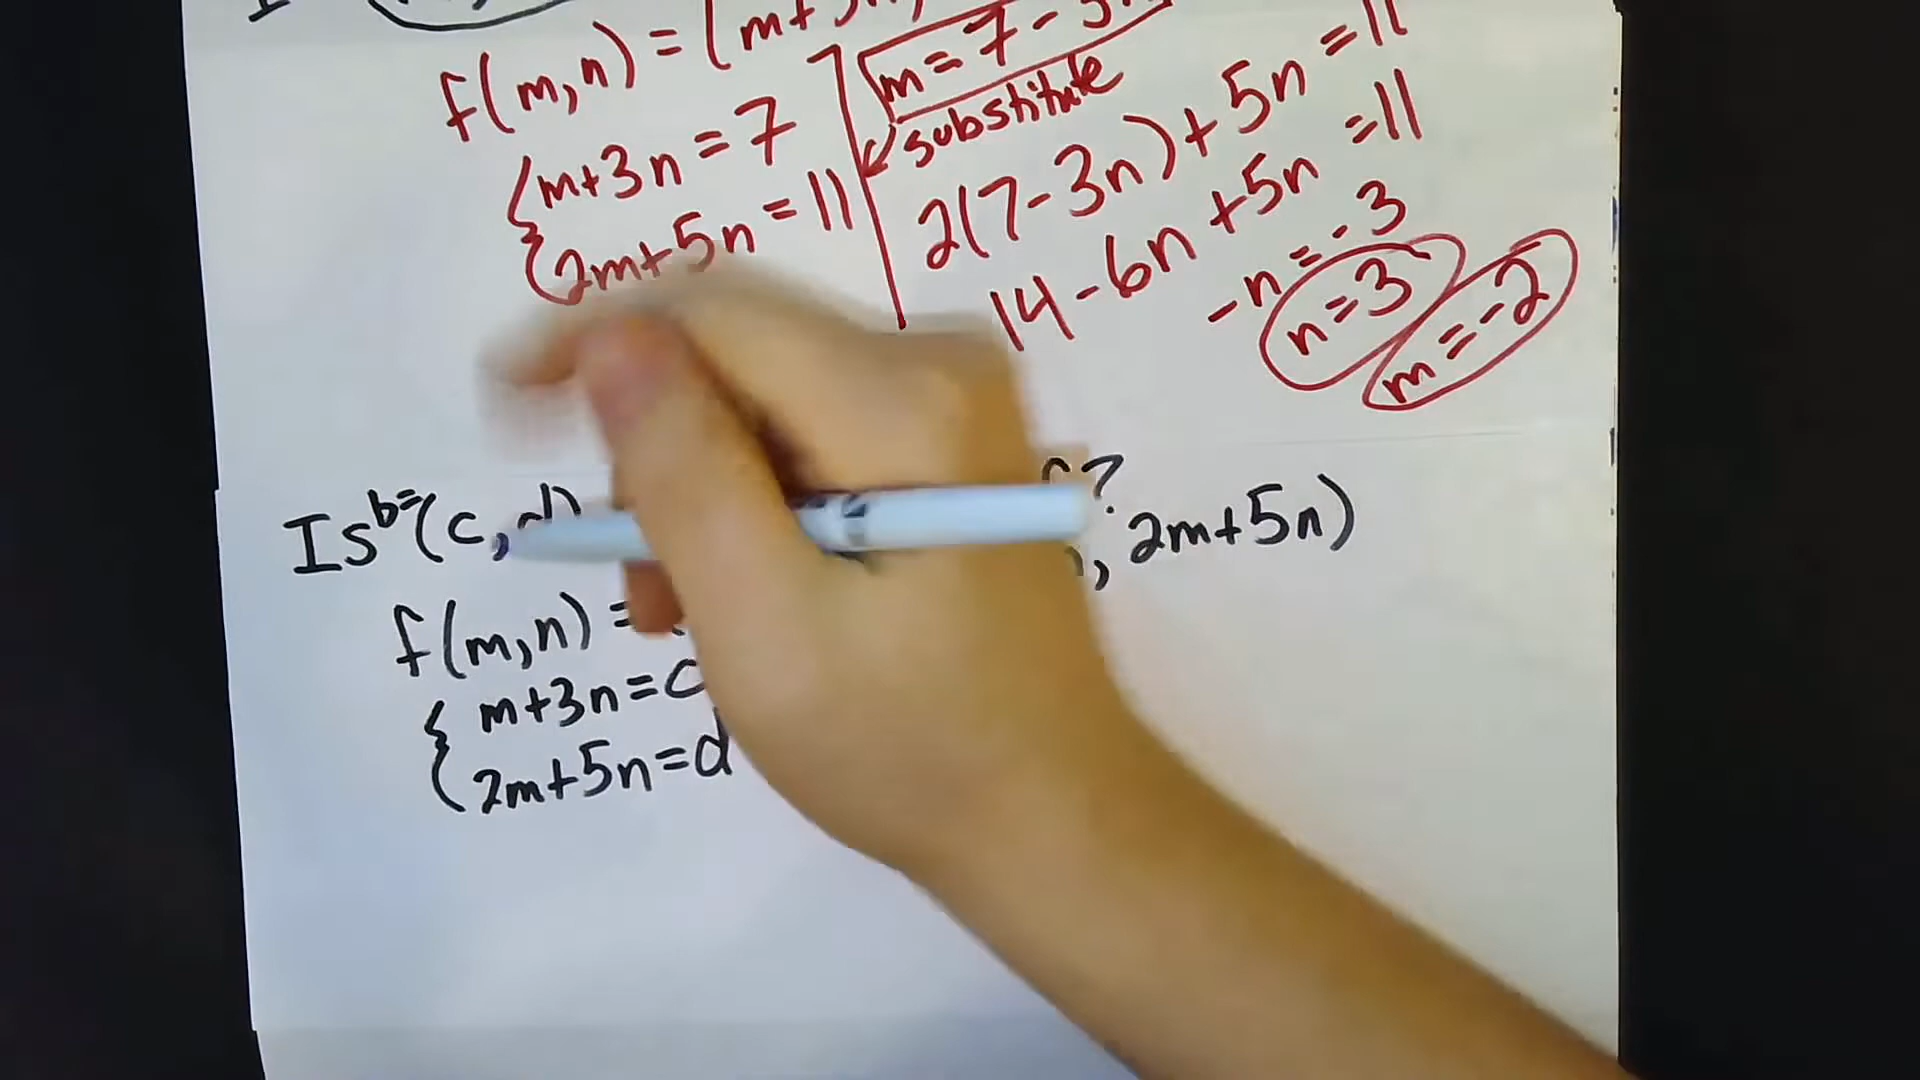 f(m,n) = (m+3n,
m = 7 - 3n
{ m+3n = 7
substitute
2m+5n = 11
2(7-3n)+5n = 11
14-6n+5n = 11
-n = -3
n = 3
m = -2
Is b=(c,d) ?
, 2m+5n)
f(m,n) =
{ m+3n=c
2m+5n=d